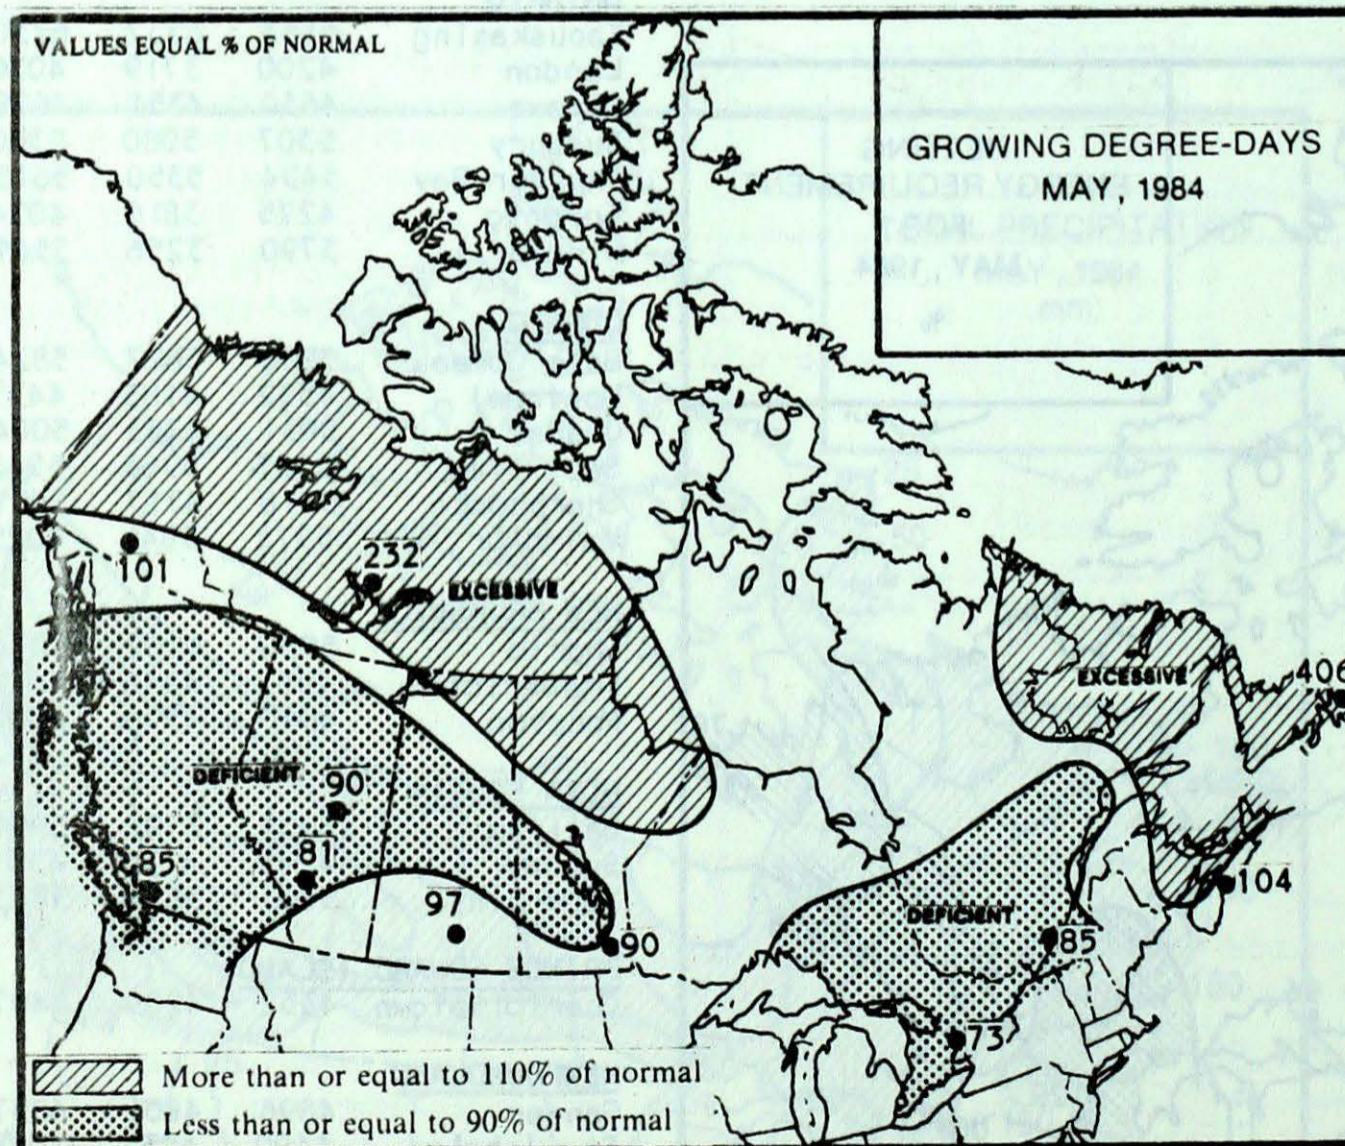 VALUES EQUAL % OF NORMAL
GROWING DEGREE-DAYS
MAY, 1984
101
232
EXCESSIVE
EXCESSIVE
406
DEFICIENT
90
85
81
97
90
104
DEFICIENT
85
73
More than or equal to 110% of normal
Less than or equal to 90% of normal